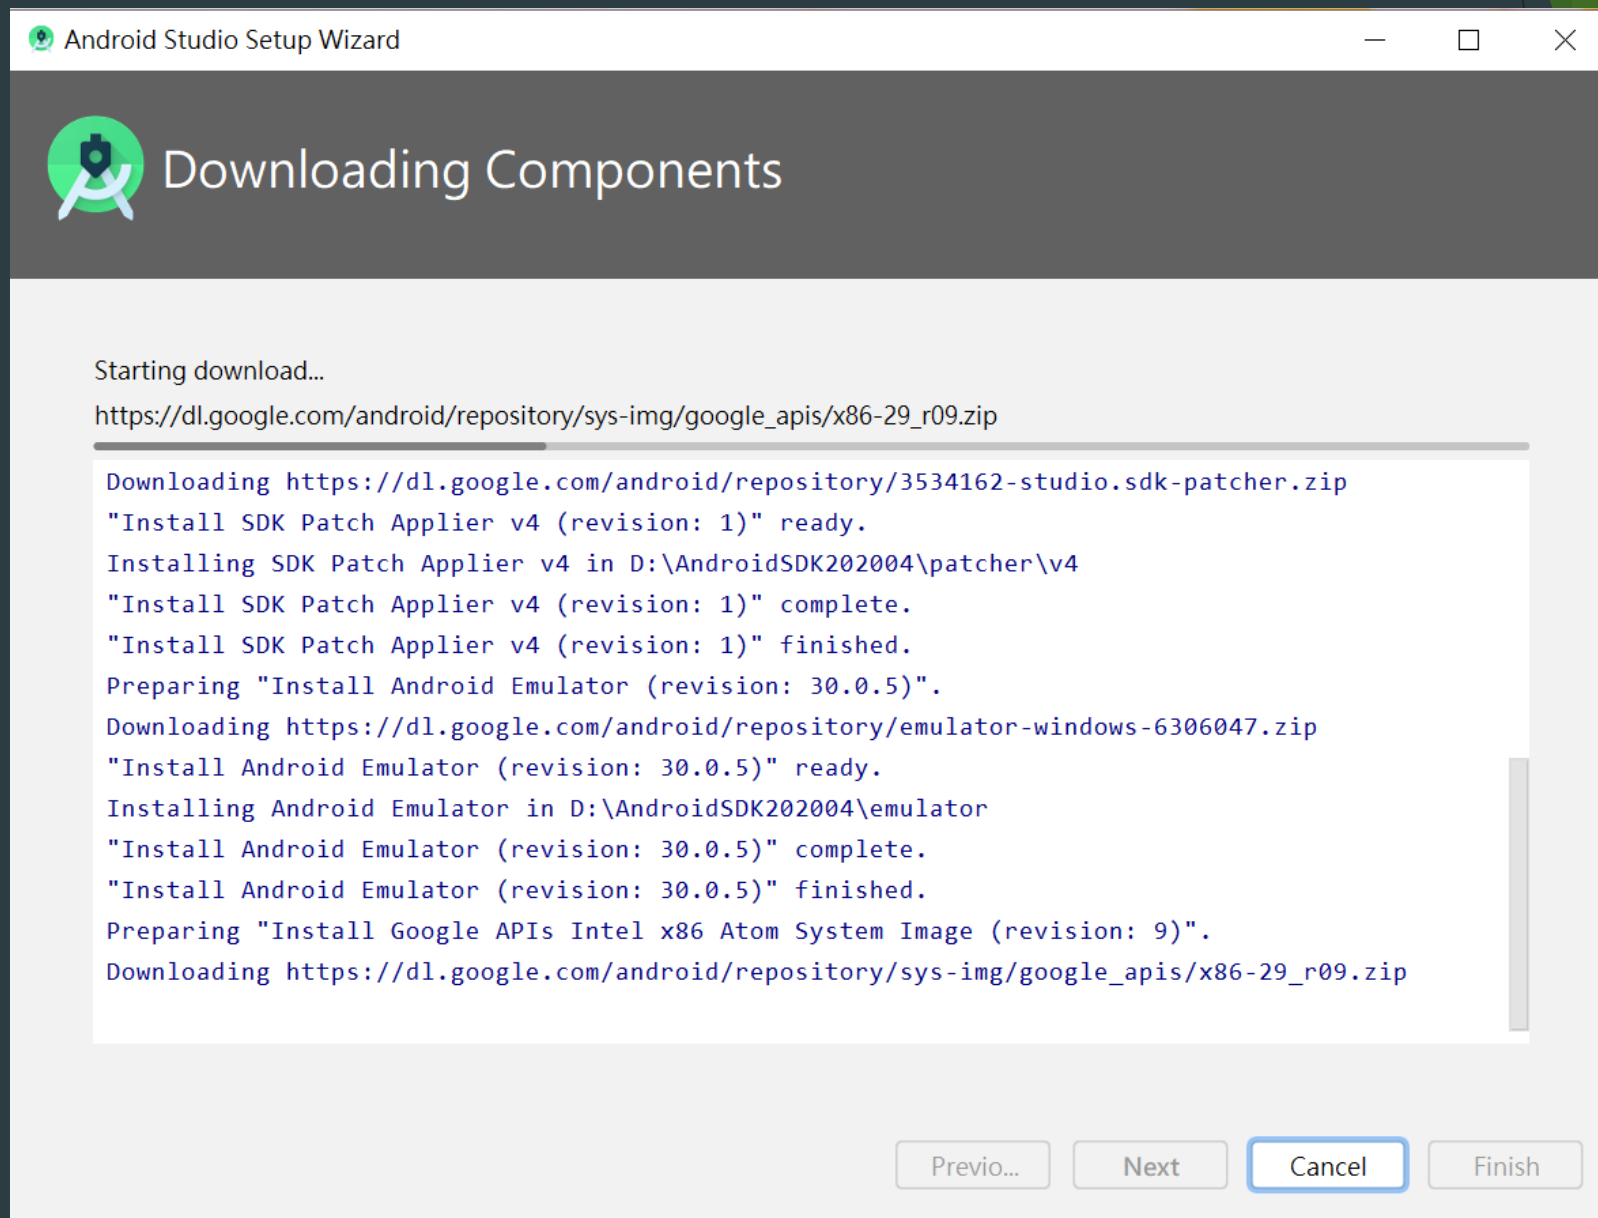 Android Studio Setup Wizard
Downloading Components
Starting download...
https://dl.google.com/android/repository/sys-img/google_apis/x86-29_r09.zip
Downloading https://dl.google.com/android/repository/3534162-studio.sdk-patcher.zip
"Install SDK Patch Applier v4 (revision: 1)" ready.
Installing SDK Patch Applier v4 in D:\AndroidSDK202004\patcher\v4
"Install SDK Patch Applier v4 (revision: 1)" complete.
"Install SDK Patch Applier v4 (revision: 1)" finished.
Preparing "Install Android Emulator (revision: 30.0.5)".
Downloading https://dl.google.com/android/repository/emulator-windows-6306047.zip
"Install Android Emulator (revision: 30.0.5)" ready.
Installing Android Emulator in D:\AndroidSDK202004\emulator
"Install Android Emulator (revision: 30.0.5)" complete.
"Install Android Emulator (revision: 30.0.5)" finished.
Preparing "Install Google APIs Intel x86 Atom System Image (revision: 9)".
Downloading https://dl.google.com/android/repository/sys-img/google_apis/x86-29_r09.zip
Previo... Next Cancel Finish